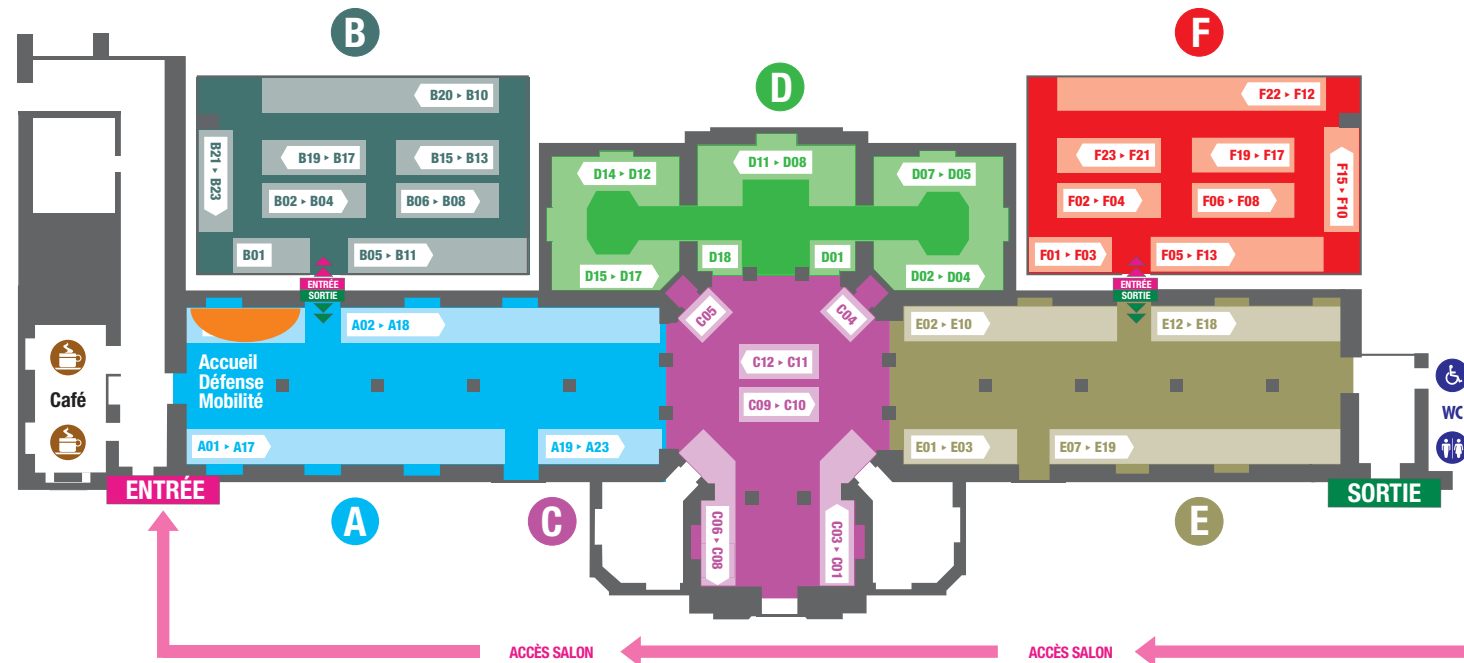 B
F
D
B20 ▸ B10
F22 ▸ F12
B21 ▸ B23
B19 ▸ B17
B15 ▸ B13
D14 ▸ D12
D11 ▸ D08
D07 ▸ D05
F23 ▸ F21
F19 ▸ F17
F15 ▸ F10
B02 ▸ B04
B06 ▸ B08
F02 ▸ F04
F06 ▸ F08
B01
B05 ▸ B11
D18
D01
F01 ▸ F03
F05 ▸ F13
D15 ▸ D17
D02 ▸ D04
ENTRÉE
SORTIE
ENTRÉE
SORTIE
A02 ▸ A18
C05
C04
E02 ▸ E10
E12 ▸ E18
Accueil
Défense
Mobilité
C12 ▸ C11
Café
C09 ▸ C10
WC
A01 ▸ A17
A19 ▸ A23
E01 ▸ E03
E07 ▸ E19
ENTRÉE
SORTIE
A
C
C06 ▸ C08
C03 ▸ C01
E
ACCÈS SALON
ACCÈS SALON